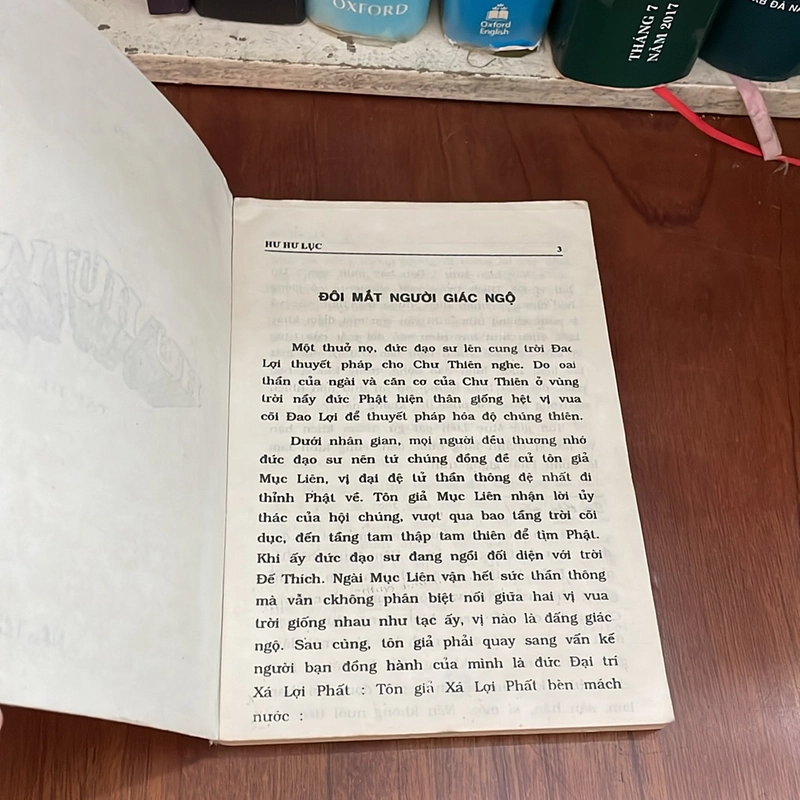 OXFORD
Oxford
English
THÁNG 7
NĂM 2017
HƯ HƯ LỤC 3
ĐÔI MẮT NGƯỜI GIÁC NGỘ
Một thuở nọ, đức đạo sư lên cung trời Đao
Lợi thuyết pháp cho Chư Thiên nghe. Do oai
thần của ngài và căn cơ của Chư Thiên ở vùng
trời nấy đức Phật hiện thân giống hệt vị vua
cõi Đao Lợi để thuyết pháp hóa độ chúng thiên.
Dưới nhân gian, mọi người đều thương nhớ
đức đạo sư nên tứ chúng đồng đề cử tôn giả
Mục Liên, vị đại đệ tử thần thông đệ nhất đi
thỉnh Phật về. Tôn giả Mục Liên nhận lời ủy
thác của hội chúng, vượt qua bao tầng trời cõi
dục, đến tầng tam thập tam thiên để tìm Phật.
Khi ấy đức đạo sư đang ngồi đối diện với trời
Đế Thích. Ngài Mục Liên vận hết sức thần thông
mà vẫn ckhông phân biệt nổi giữa hai vị vua
trời giống nhau như tạc ấy, vị nào là đấng giác
ngộ. Sau cùng, tôn giả phải quay sang vấn kế
người bạn đồng hành của mình là đức Đại trí
Xá Lợi Phất : Tôn giả Xá Lợi Phất bèn mách
nước :